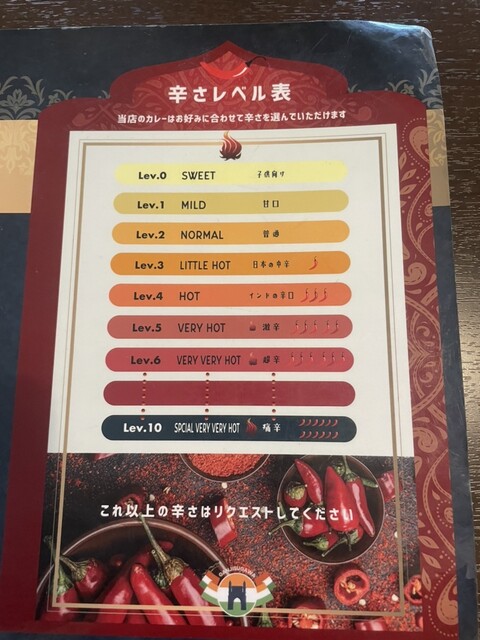 辛さレベル表
当店のカレーはお好みに合わせて辛さを選んでいただけます
Lev.0 SWEET 子供向け
Lev.1 MILD 甘口
Lev.2 NORMAL 普通
Lev.3 LITTLE HOT 日本の中辛
Lev.4 HOT インドの辛口
Lev.5 VERY HOT 激辛
Lev.6 VERY VERY HOT 超辛
Lev.10 SPCIAL VERY VERY HOT 痛辛
これ以上の辛さはリクエストしてください